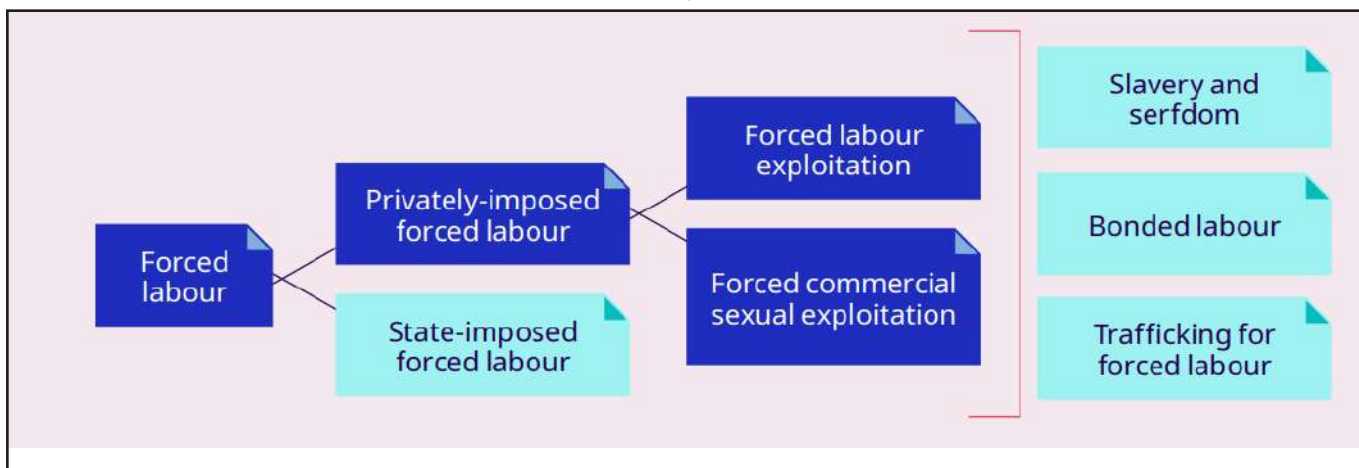 Forced
labour
Privately-imposed
forced labour
State-imposed
forced labour
Forced labour
exploitation
Forced commercial
sexual exploitation
Slavery and
serfdom
Bonded labour
Trafficking for
forced labour